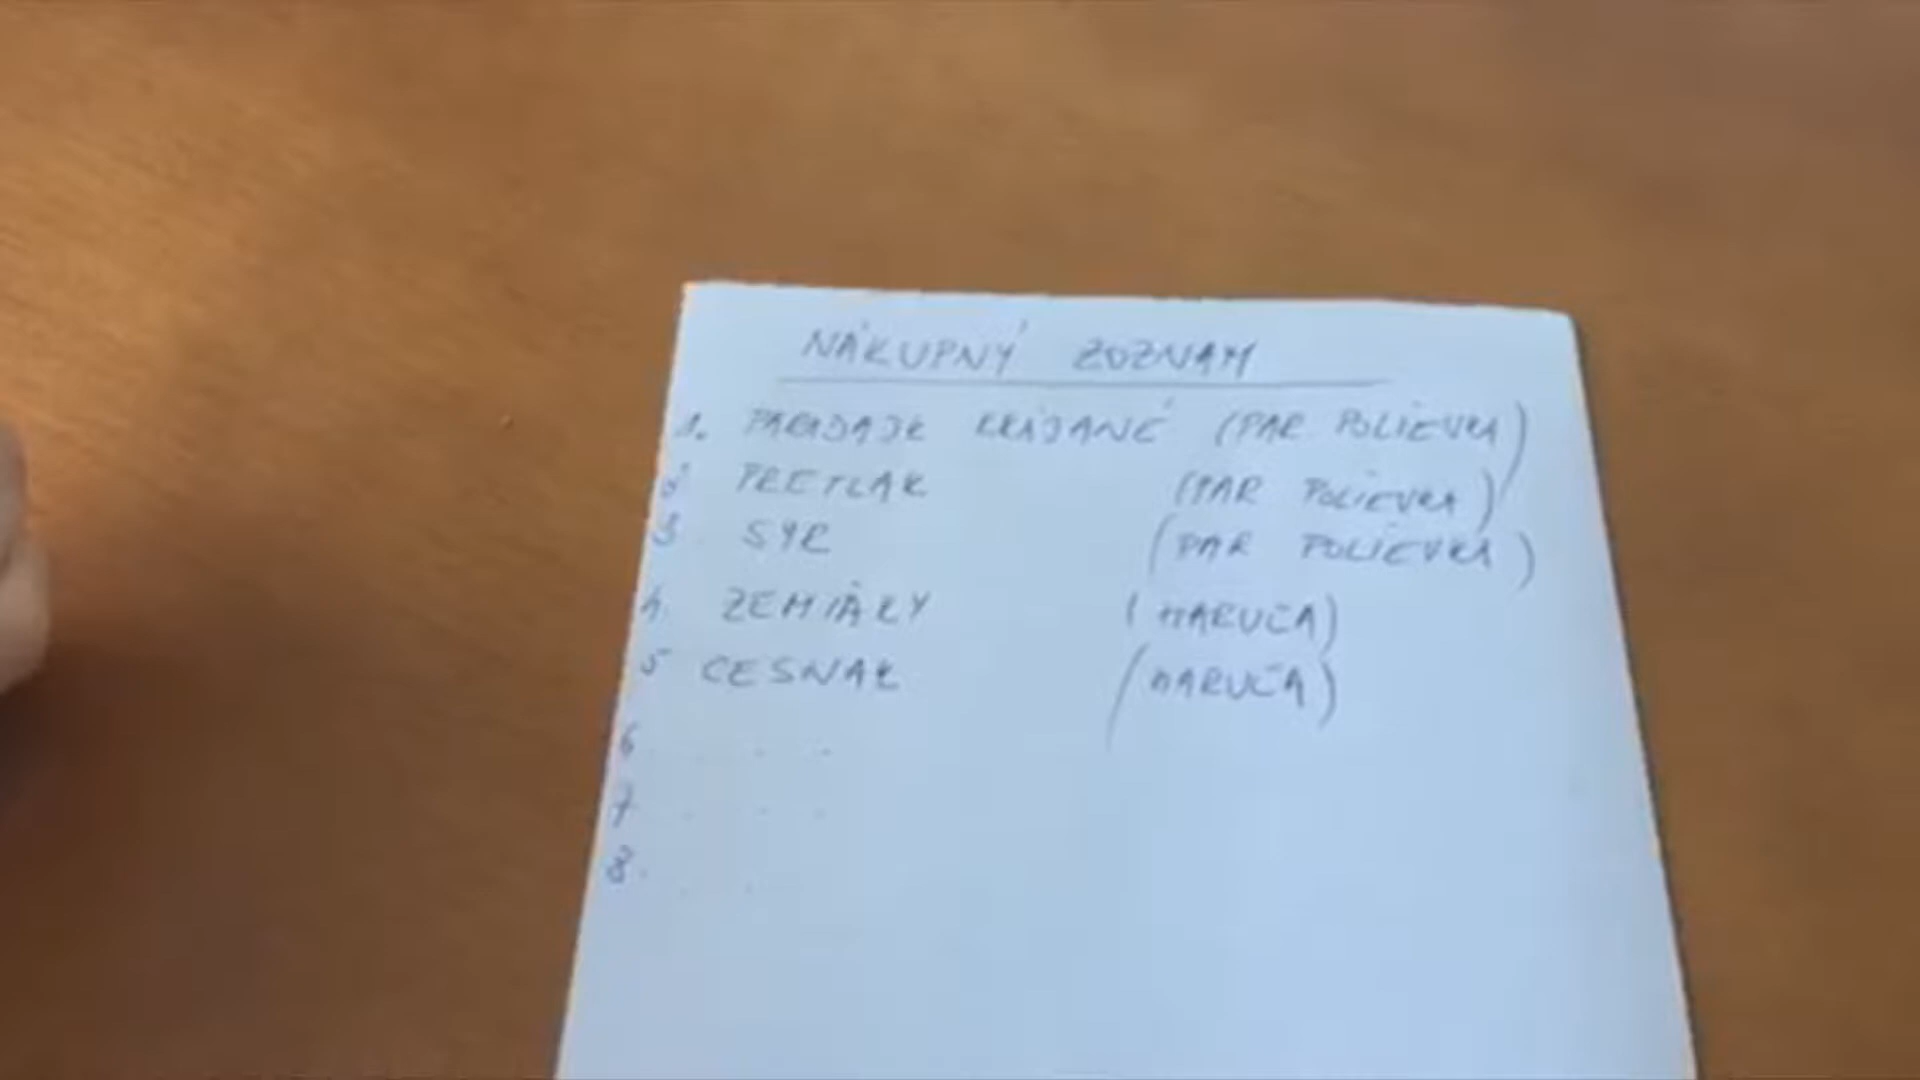 NÁKUPNÝ ZOZNAM
1. PARADAJK KRÁJANÉ (PAR POLIEVKA)
2 PRETLAK (PAR POLIEVKA)
3 SYR (PAR POLIEVKA)
4. ZEMIAKY (HARUĽA)
5 CESNAK (HARUĽA)
6 . . .
7 . . .
8. . .